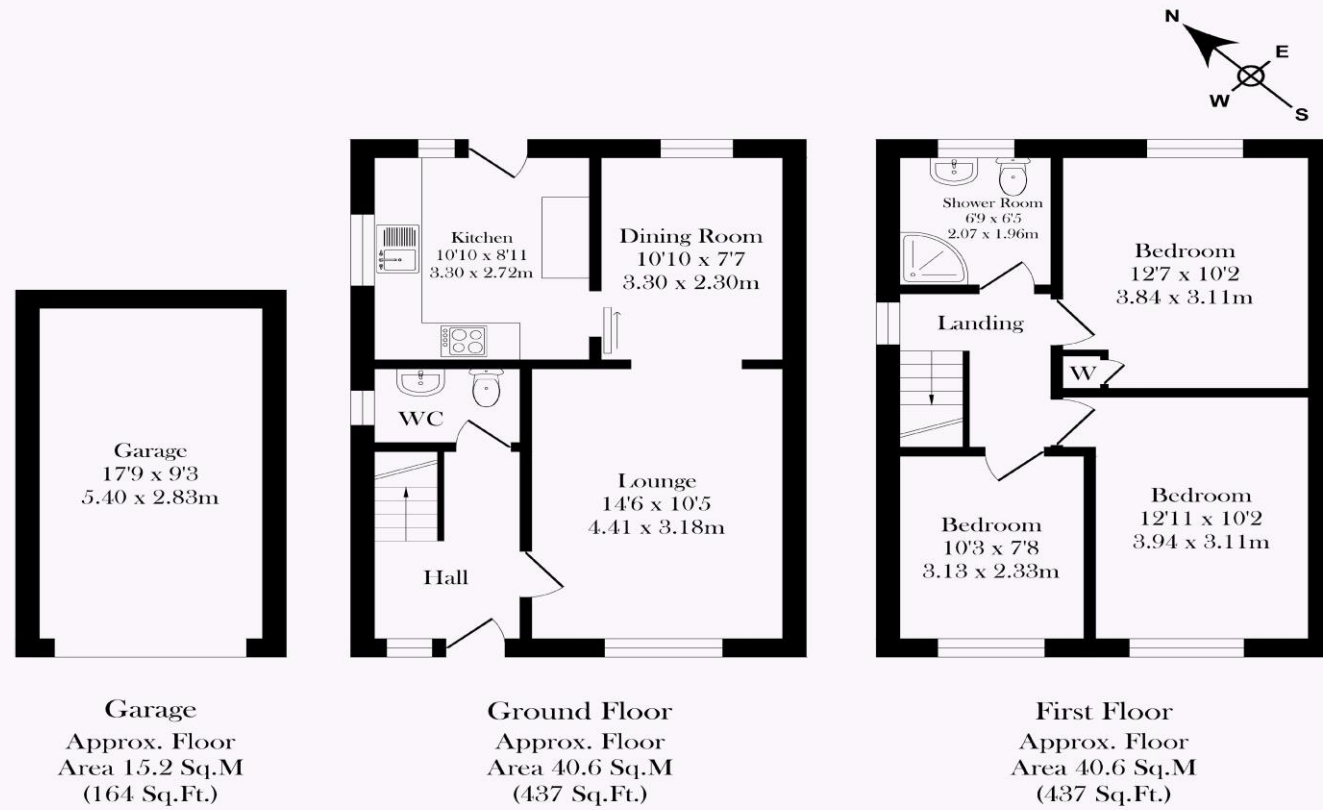 N
E
W
S
Garage
17'9 x 9'3
5.40 x 2.83m
Kitchen
10'10 x 8'11
3.30 x 2.72m
Dining Room
10'10 x 7'7
3.30 x 2.30m
WC
Lounge
14'6 x 10'5
4.41 x 3.18m
Hall
Shower Room
6'9 x 6'5
2.07 x 1.96m
Bedroom
12'7 x 10'2
3.84 x 3.11m
Landing
W
Bedroom
10'3 x 7'8
3.13 x 2.33m
Bedroom
12'11 x 10'2
3.94 x 3.11m
Garage
Approx. Floor
Area 15.2 Sq.M
(164 Sq.Ft.)
Ground Floor
Approx. Floor
Area 40.6 Sq.M
(437 Sq.Ft.)
First Floor
Approx. Floor
Area 40.6 Sq.M
(437 Sq.Ft.)